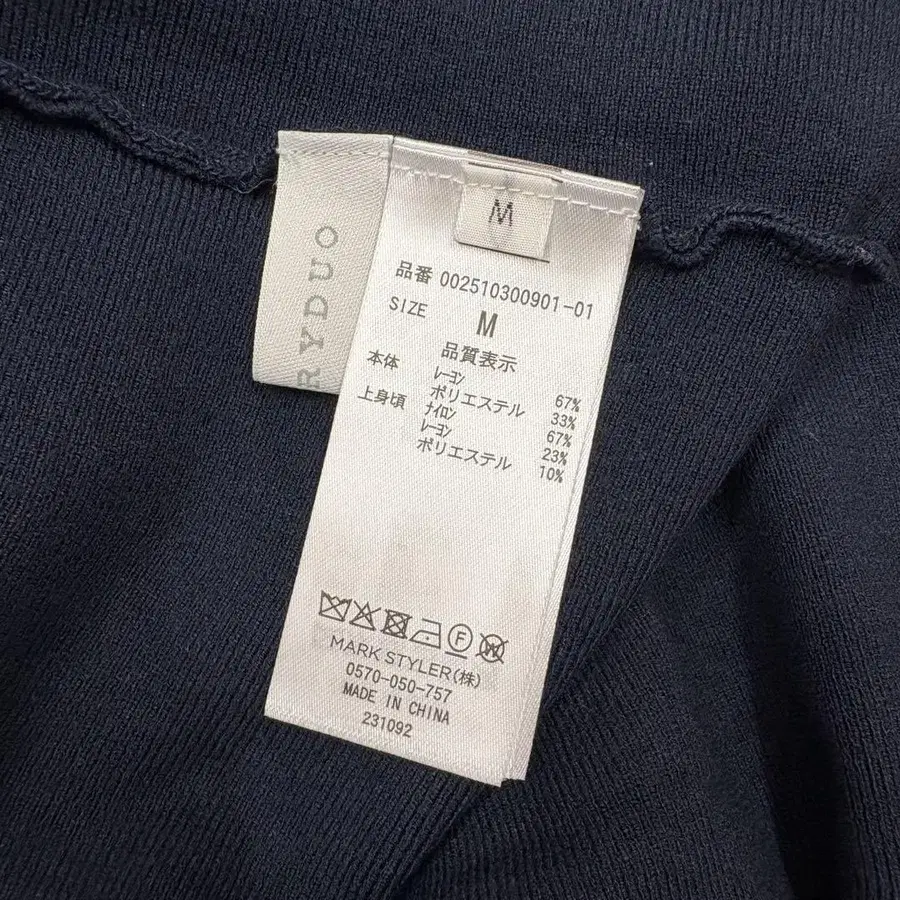 RYDUO
M
品番 002510300901-01
SIZE M
品質表示
本体 レーヨン 67%
ポリエステル 33%
上身頃 ナイロン 67%
レーヨン 23%
ポリエステル 10%
F
W
MARK STYLER(株)
0570-050-757
MADE IN CHINA
231092